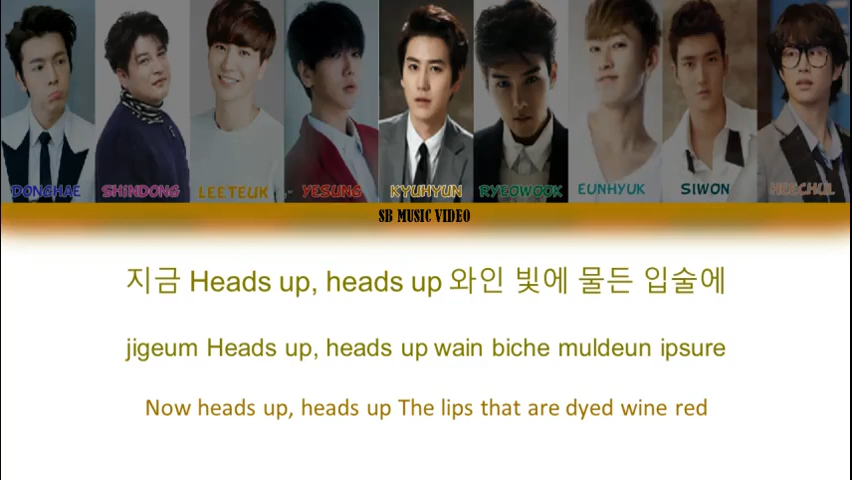 DONGHAE SHINDONG LEETEUK YESUNG KYUHYUN RYEOWOOK EUNHYUK SIWON HEECHUL
SB MUSIC VIDEO
지금 Heads up, heads up 와인 빛에 물든 입술에
jigeum Heads up, heads up wain biche muldeun ipsure
Now heads up, heads up The lips that are dyed wine red